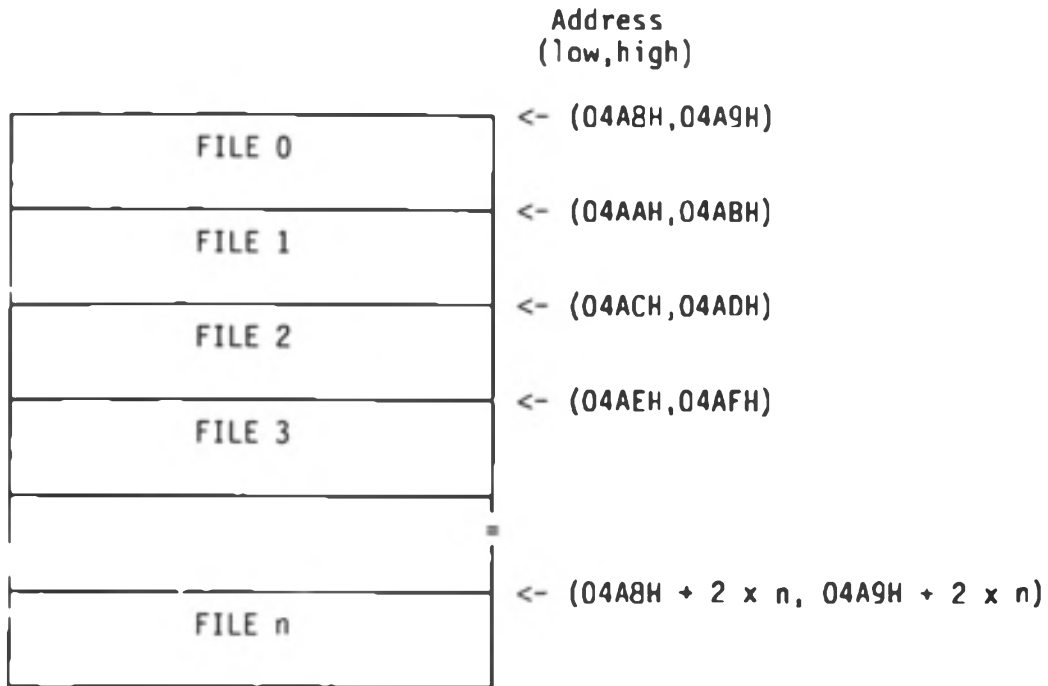 Address
(low,high)
<- (04A8H,04A9H)
FILE 0
<- (04AAH,04ABH)
FILE 1
<- (04ACH,04ADH)
FILE 2
<- (04AEH,04AFH)
FILE 3
=
<- (04A8H + 2 x n, 04A9H + 2 x n)
FILE n